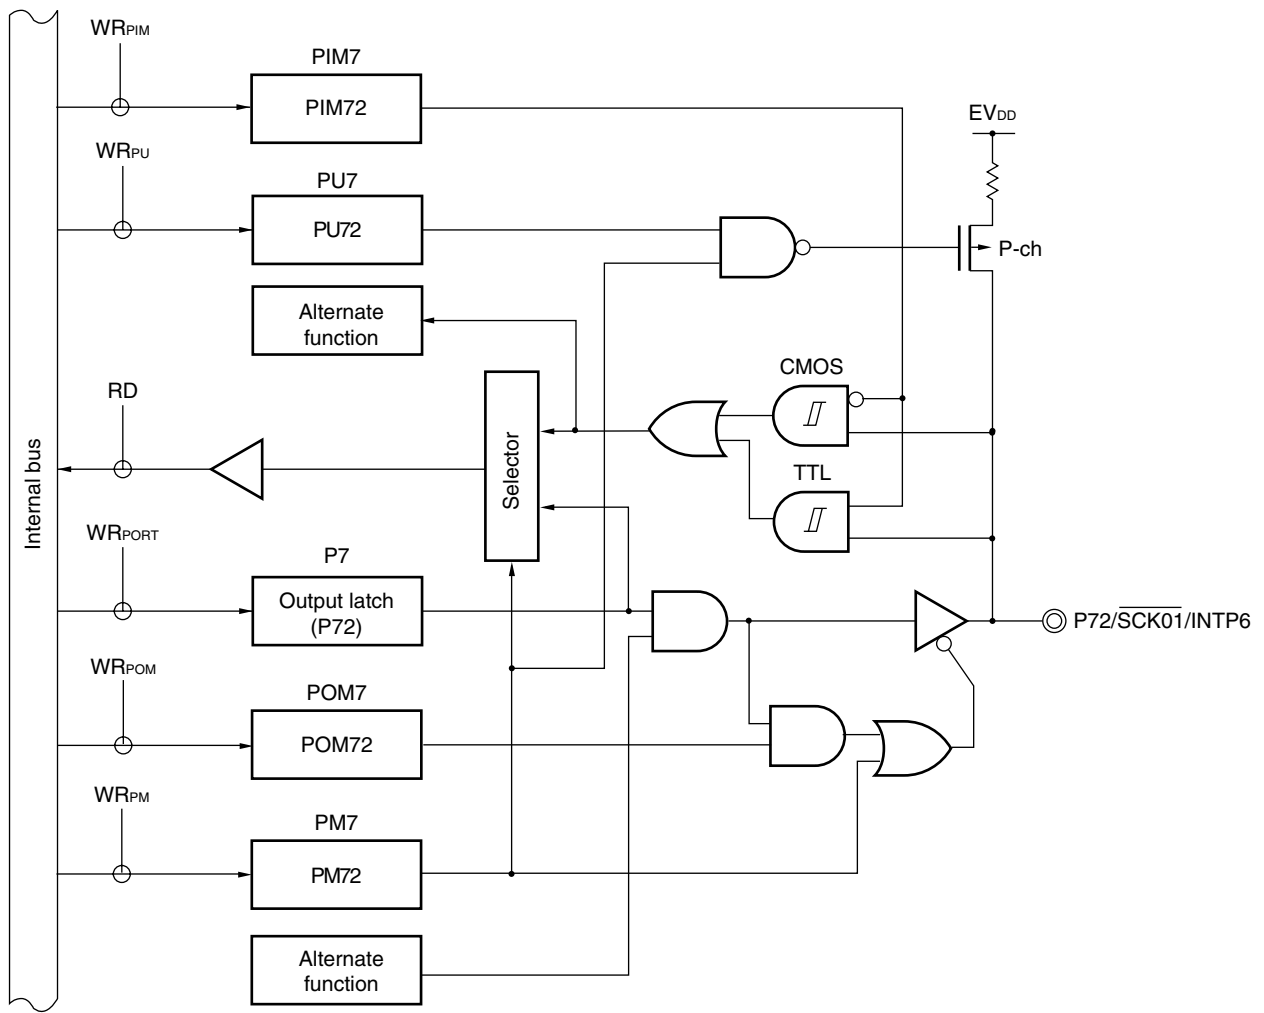 WRPIM
PIM7
PIM72
EVDD
WRPU
PU7
PU72
P-ch
Alternate
function
CMOS
RD
Selector
TTL
Internal bus
WRPORT
P7
Output latch
(P72)
P72/SCK01/INTP6
WRPOM
POM7
POM72
WRPM
PM7
PM72
Alternate
function